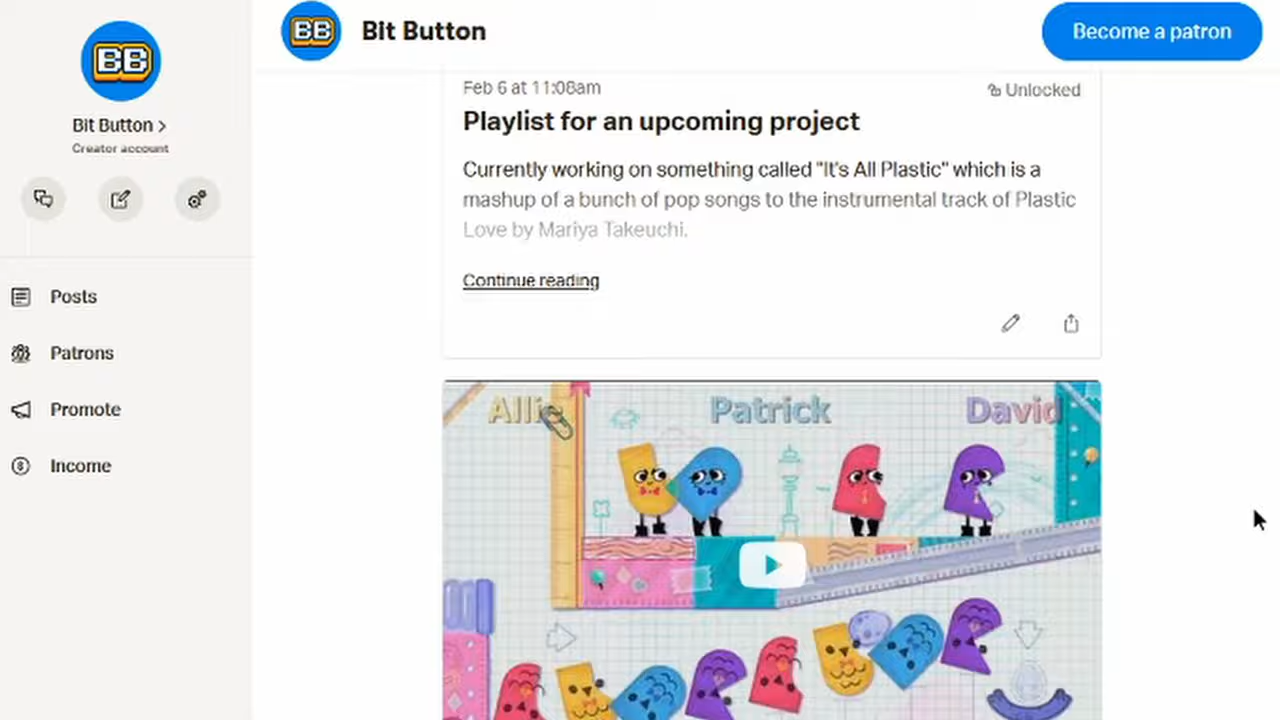 BB
Bit Button
Become a patron
BB
Bit Button >
Creator account
Posts
Patrons
Promote
Income
Feb 6 at 11:08am
Unlocked
Playlist for an upcoming project
Currently working on something called "It's All Plastic" which is a
mashup of a bunch of pop songs to the instrumental track of Plastic
Love by Mariya Takeuchi.
Continue reading
Allie
Patrick
David